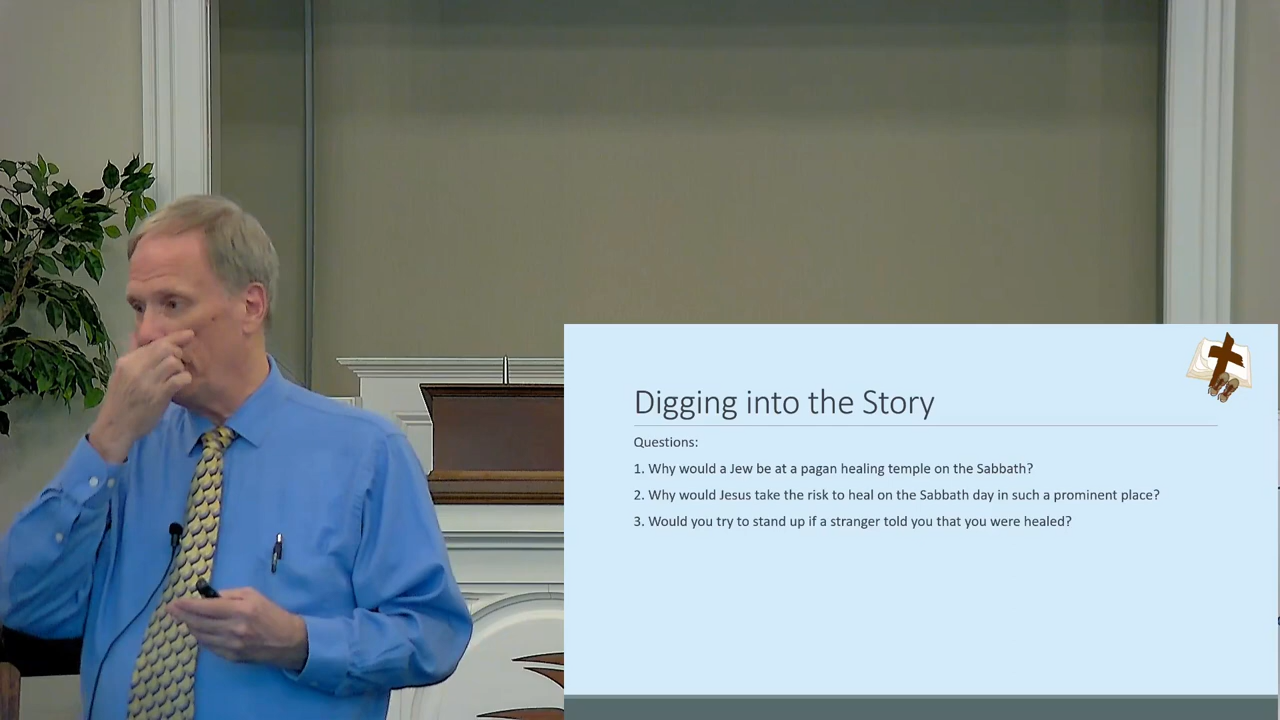 Digging into the Story
Questions:
1. Why would a Jew be at a pagan healing temple on the Sabbath?
2. Why would Jesus take the risk to heal on the Sabbath day in such a prominent place?
3. Would you try to stand up if a stranger told you that you were healed?